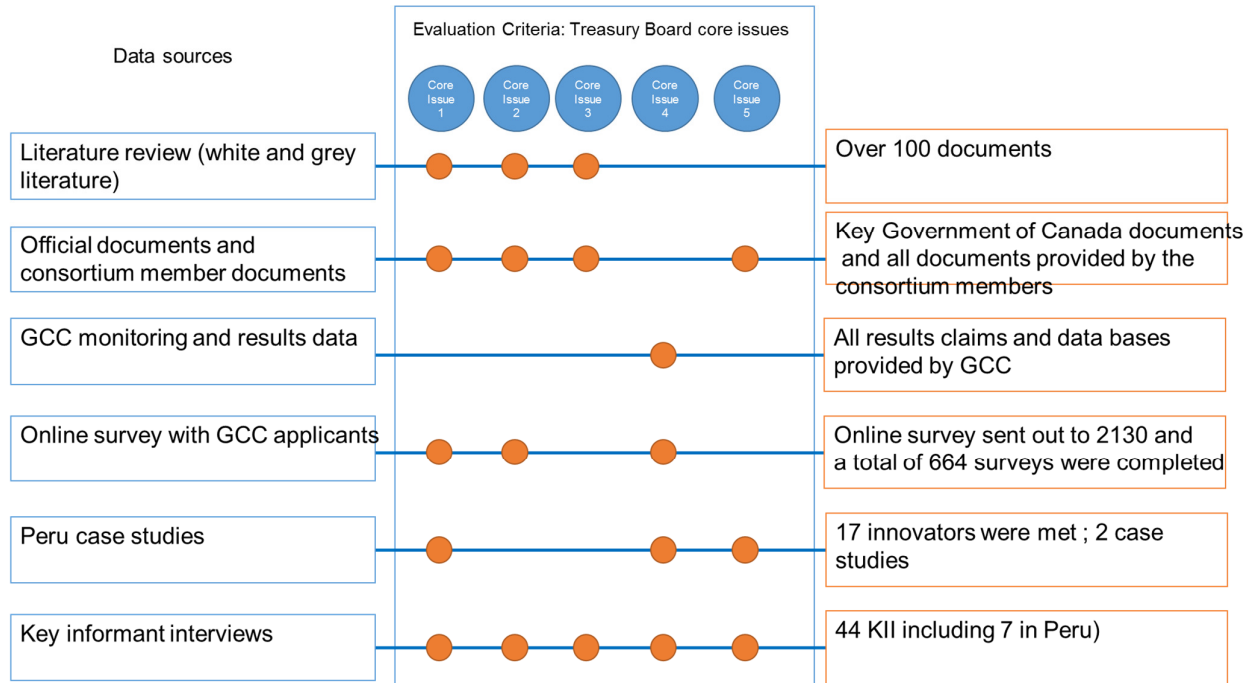 Evaluation Criteria: Treasury Board core issues
Data sources
Core
Issue
1
Core
Issue
2
Core
Issue
3
Core
Issue
4
Core
Issue
5
Literature review (white and grey
literature)
Over 100 documents
Official documents and
consortium member documents
Key Government of Canada documents
and all documents provided by the
consortium members
GCC monitoring and results data
All results claims and data bases
provided by GCC
Online survey with GCC applicants
Online survey sent out to 2130 and
a total of 664 surveys were completed
Peru case studies
17 innovators were met ; 2 case
studies
Key informant interviews
44 KII including 7 in Peru)